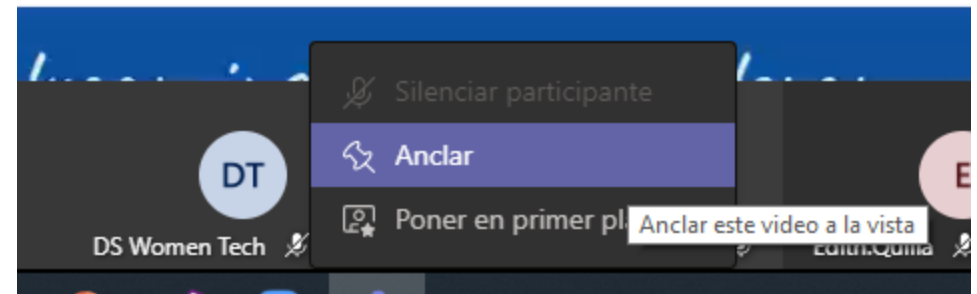 Silenciar participante
Anclar
DT
E
Poner en primer pl
Anclar este video a la vista
DS Women Tech
Edith.Quilla